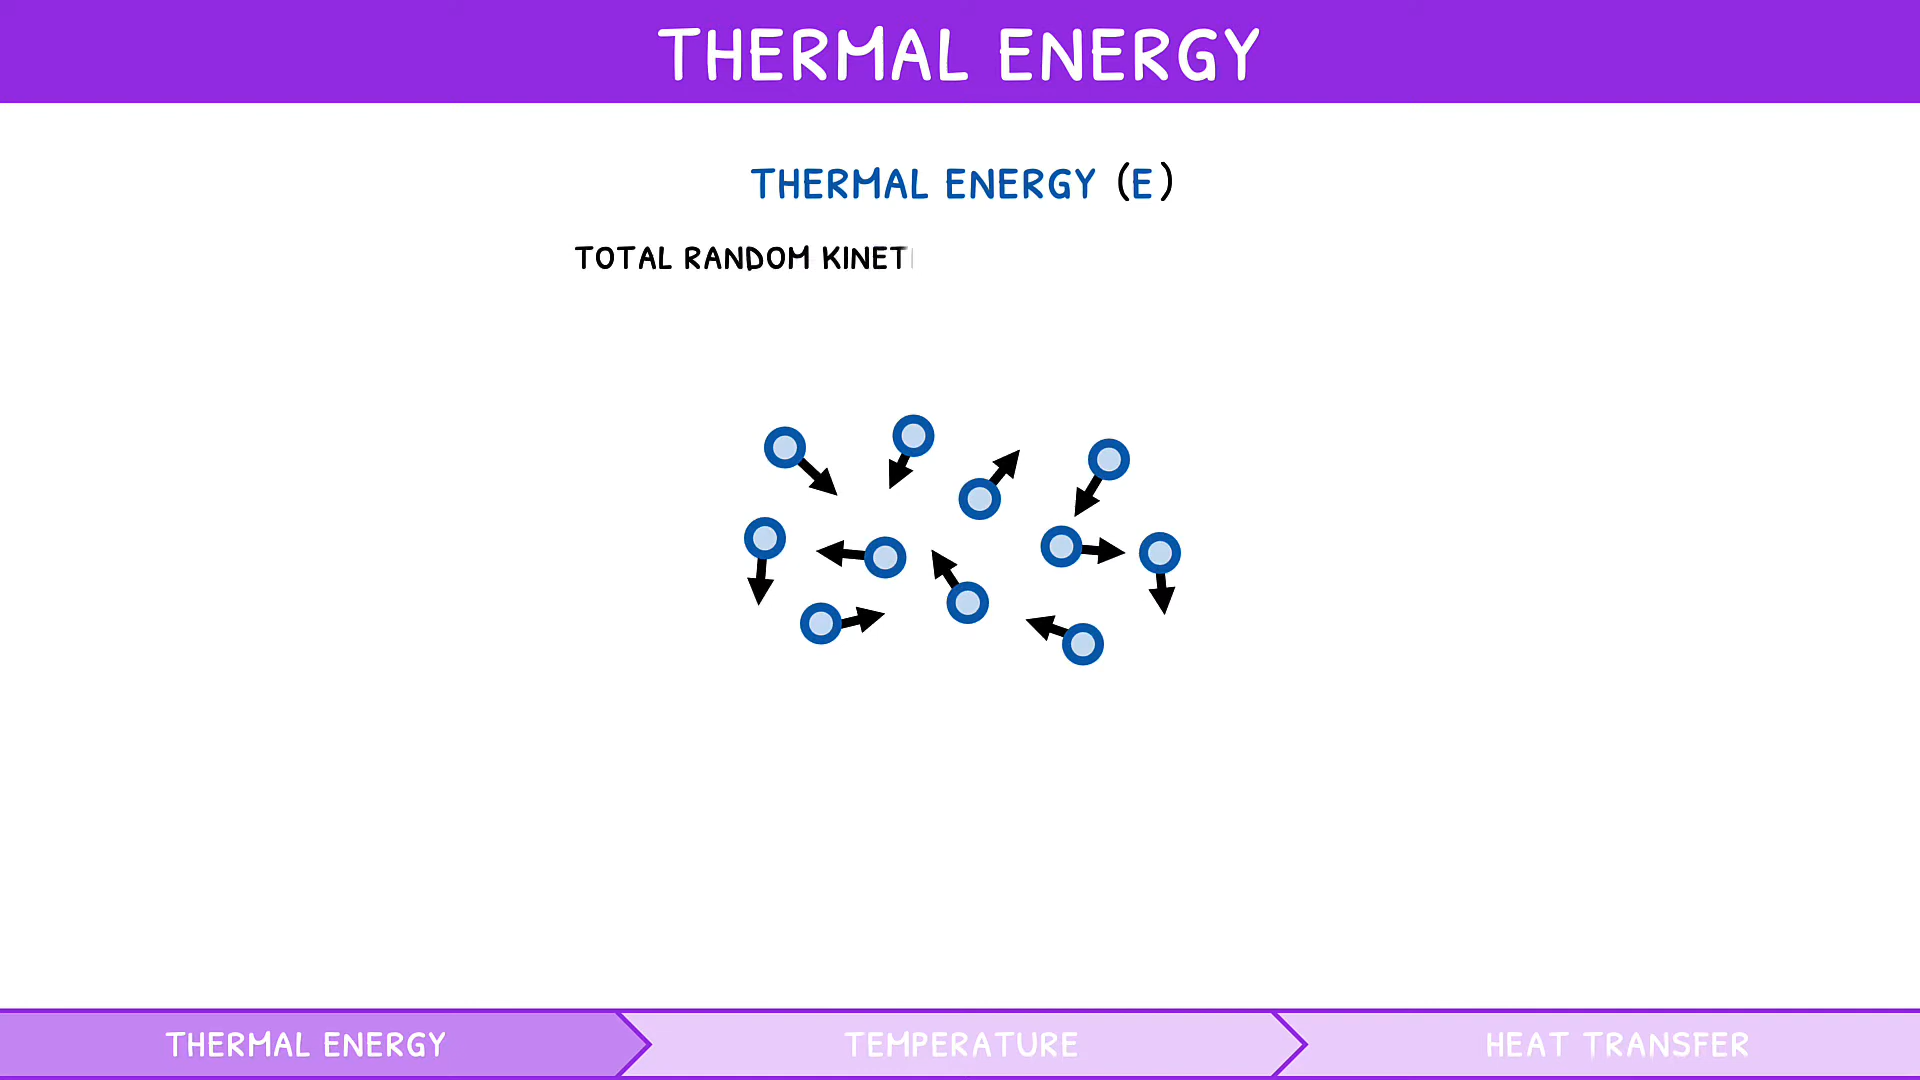 THERMAL ENERGY
THERMAL ENERGY (E)
TOTAL RANDOM KINET
THERMAL ENERGY
TEMPERATURE
HEAT TRANSFER